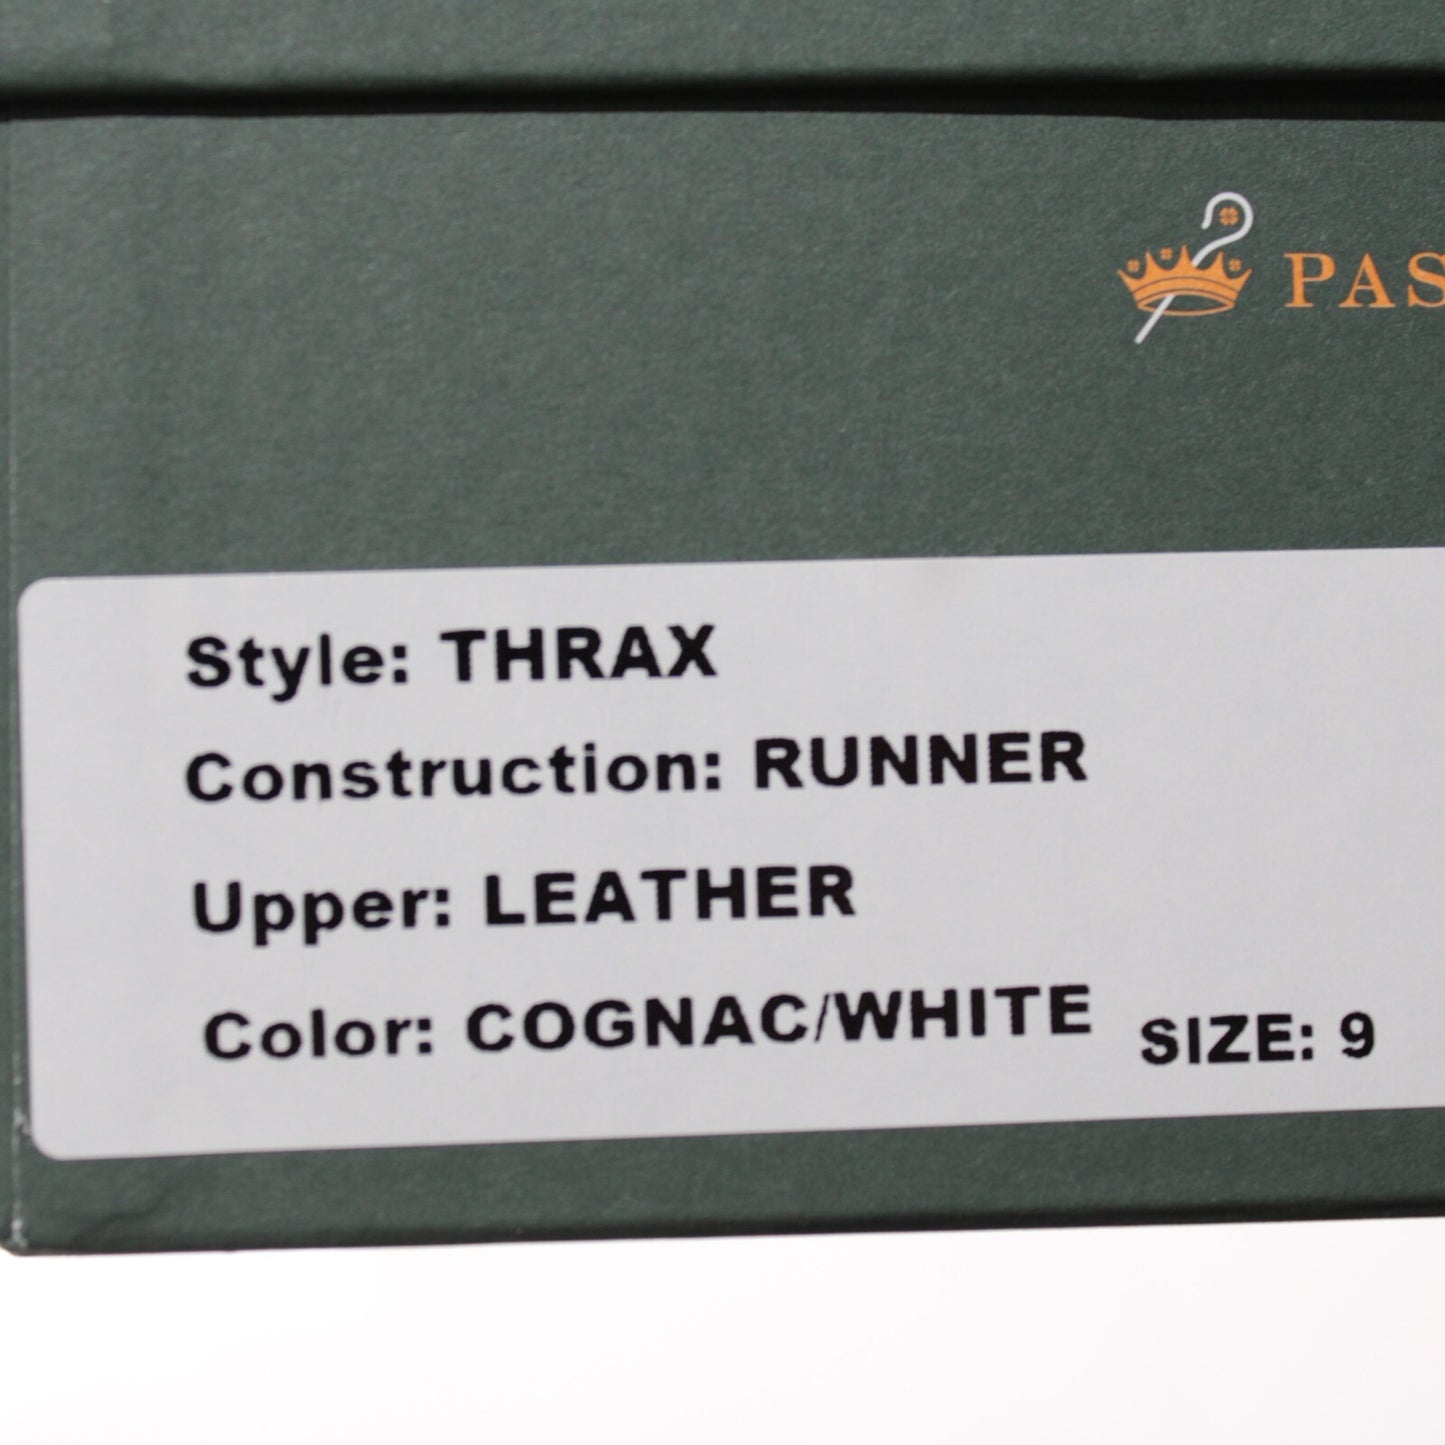 PAS
Style: THRAX
Construction: RUNNER
Upper: LEATHER
Color: COGNAC/WHITE SIZE: 9